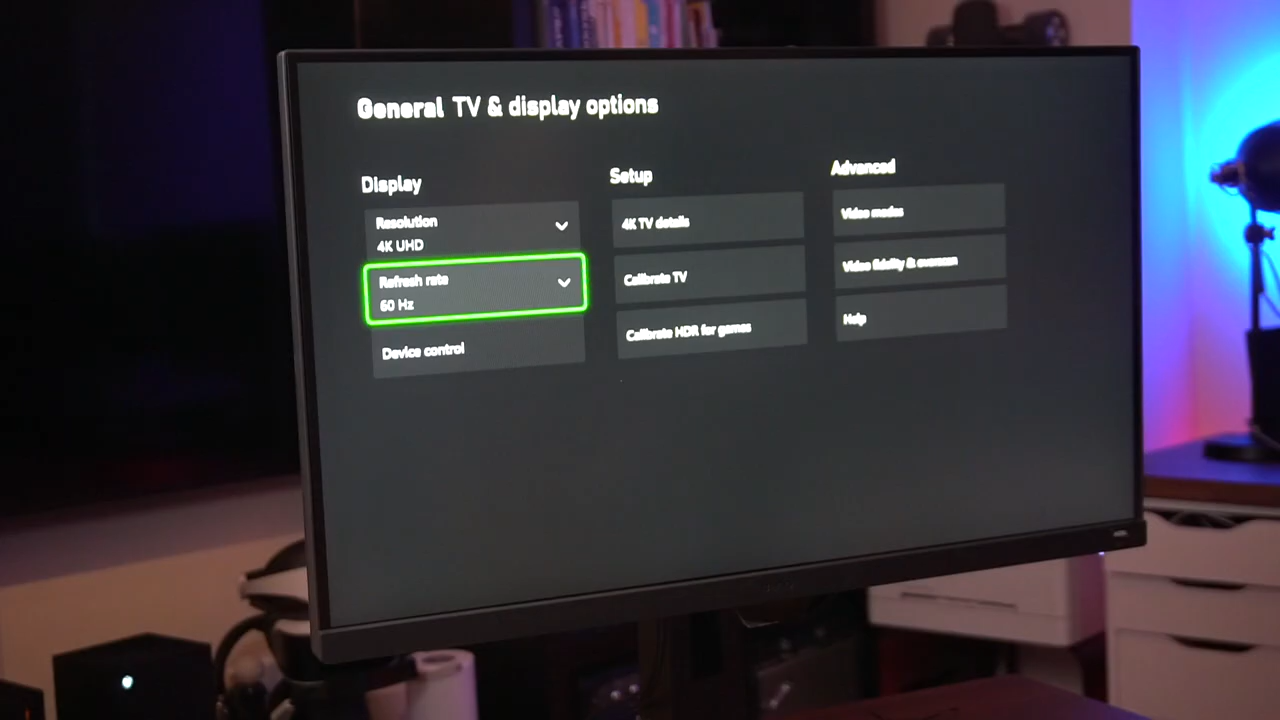 General TV & display options
Display
Resolution
4K UHD
Refresh rate
60 Hz
Device control
Setup
4K TV details
Calibrate TV
Calibrate HDR for games
Advanced
Video modes
Video fidelity & overscan
Help